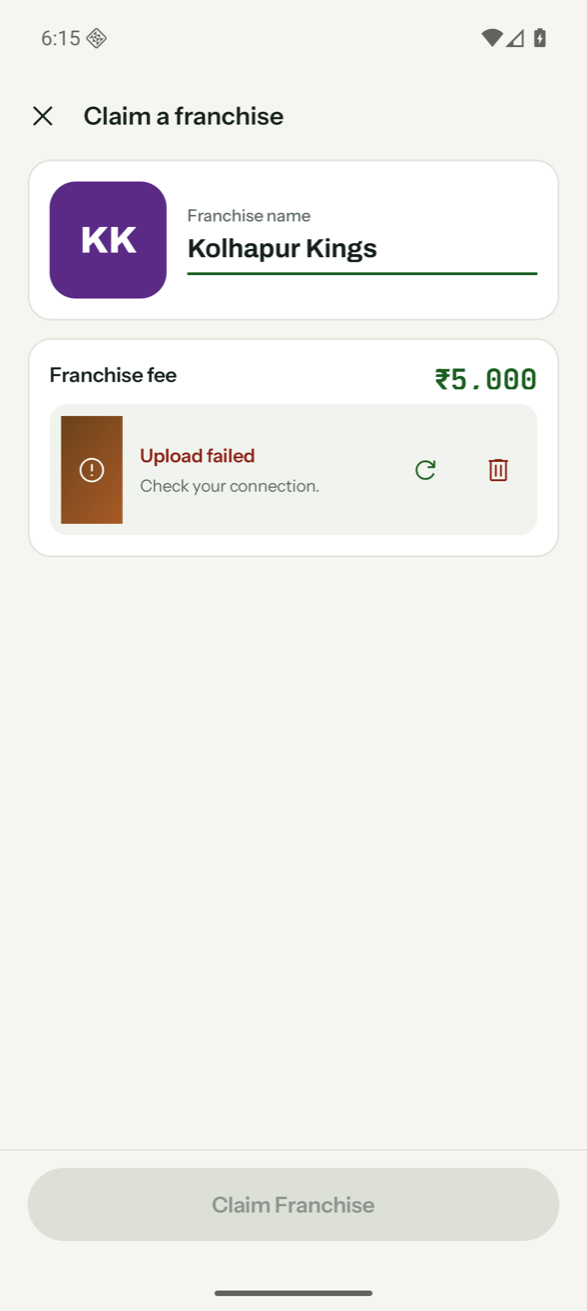 6:15
Claim a franchise
KK
Franchise name
Kolhapur Kings
Franchise fee
₹5.000
Upload failed
Check your connection.
Claim Franchise